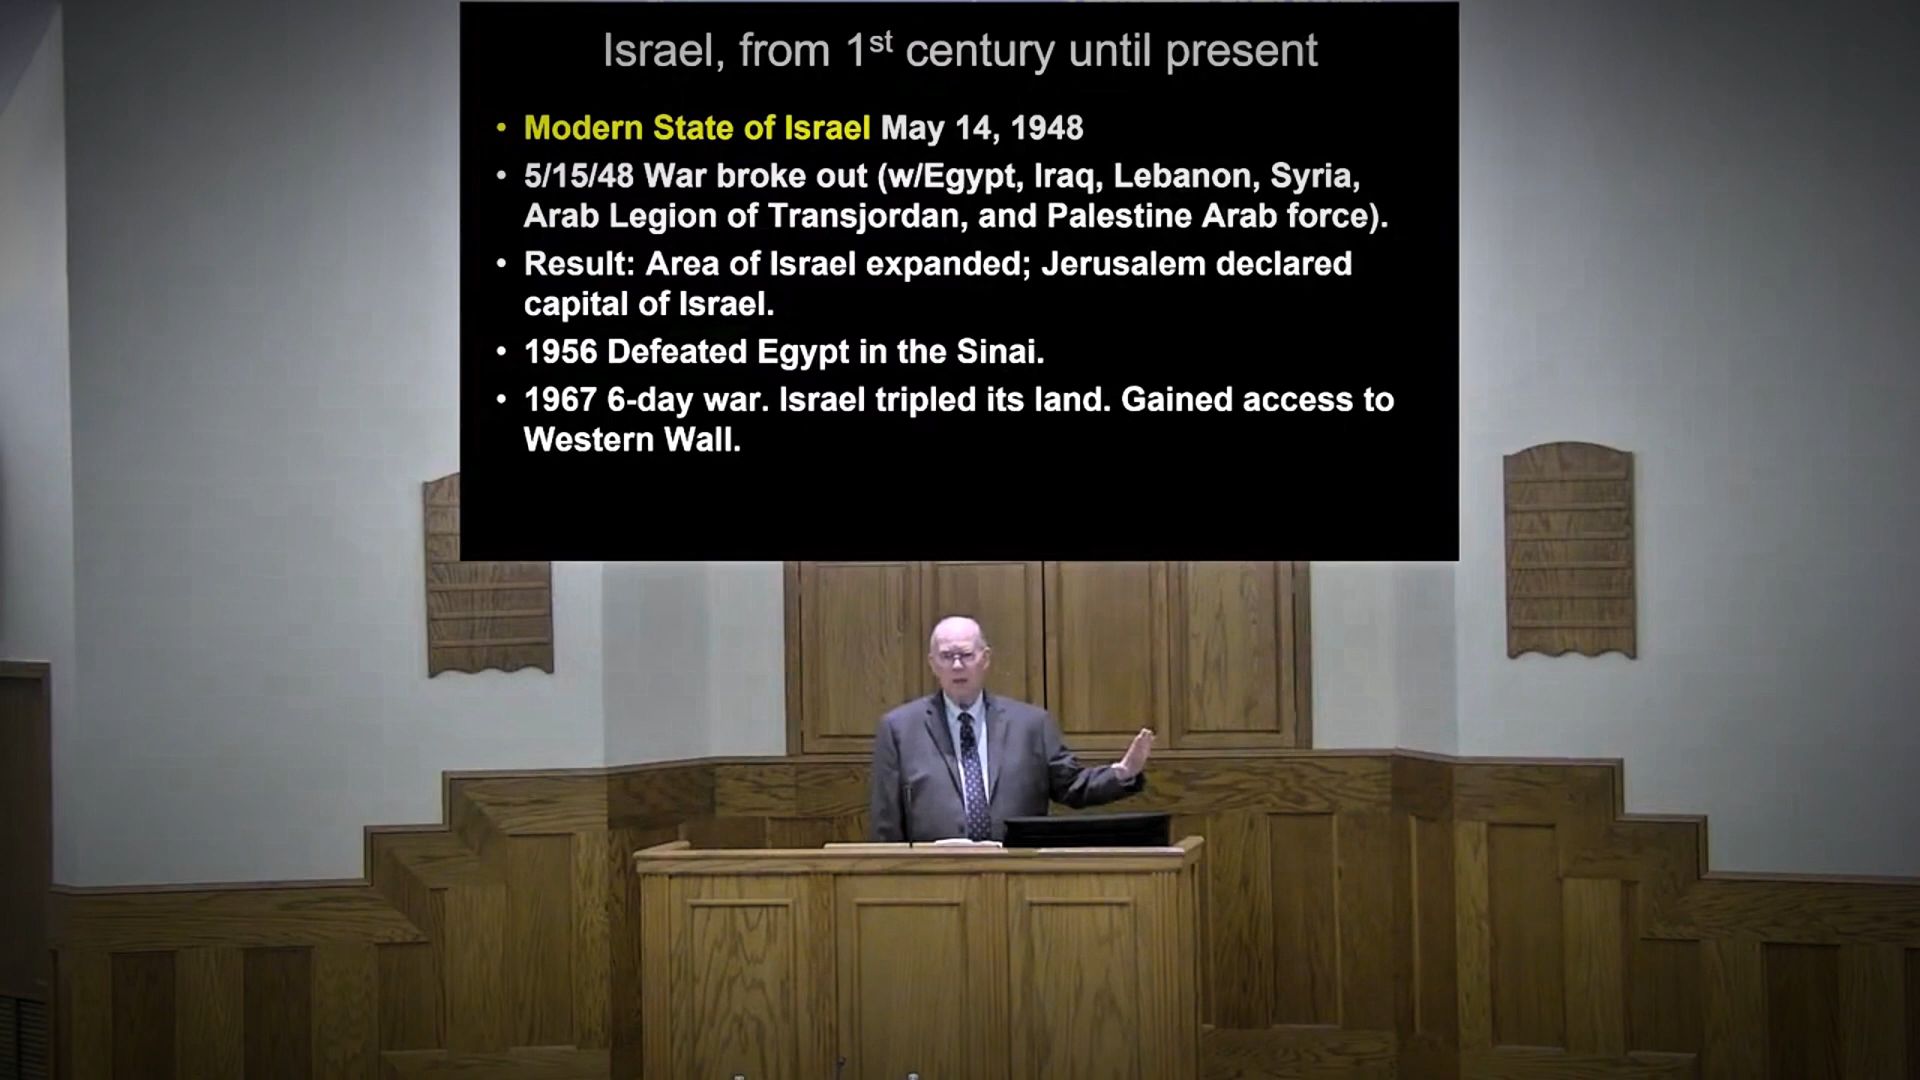 Israel, from 1st century until present
• Modern State of Israel May 14, 1948
• 5/15/48 War broke out (w/Egypt, Iraq, Lebanon, Syria,
Arab Legion of Transjordan, and Palestine Arab force).
• Result: Area of Israel expanded; Jerusalem declared
capital of Israel.
• 1956 Defeated Egypt in the Sinai.
• 1967 6-day war. Israel tripled its land. Gained access to
Western Wall.